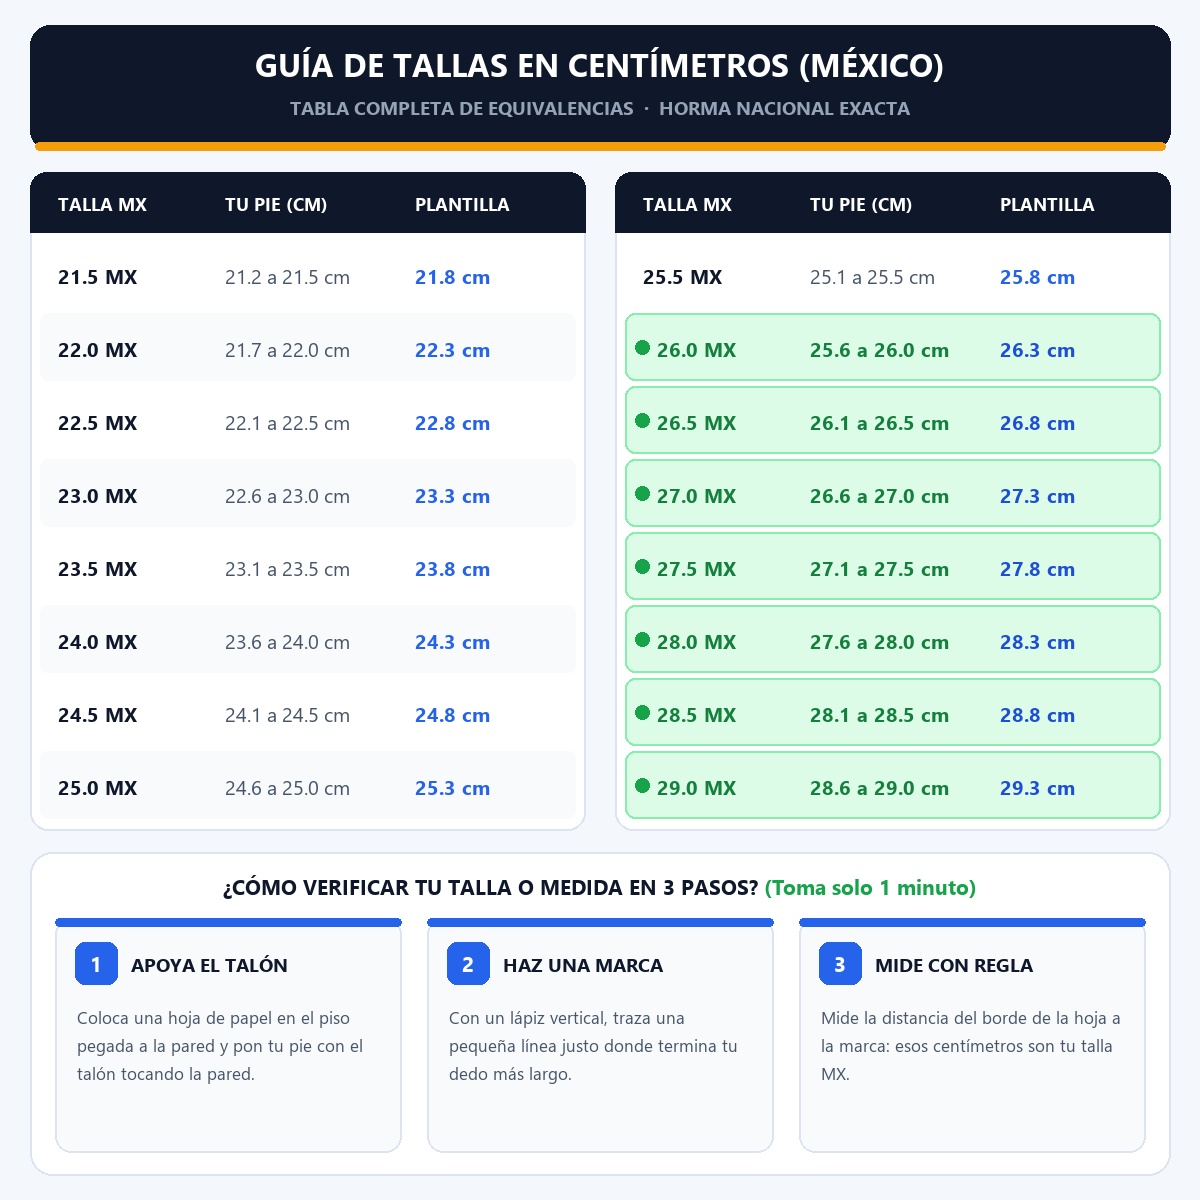 GUÍA DE TALLAS EN CENTÍMETROS (MÉXICO)
TABLA COMPLETA DE EQUIVALENCIAS · HORMA NACIONAL EXACTA
TALLA MX TU PIE (CM) PLANTILLA
21.5 MX 21.2 a 21.5 cm 21.8 cm
22.0 MX 21.7 a 22.0 cm 22.3 cm
22.5 MX 22.1 a 22.5 cm 22.8 cm
23.0 MX 22.6 a 23.0 cm 23.3 cm
23.5 MX 23.1 a 23.5 cm 23.8 cm
24.0 MX 23.6 a 24.0 cm 24.3 cm
24.5 MX 24.1 a 24.5 cm 24.8 cm
25.0 MX 24.6 a 25.0 cm 25.3 cm
TALLA MX TU PIE (CM) PLANTILLA
25.5 MX 25.1 a 25.5 cm 25.8 cm
26.0 MX 25.6 a 26.0 cm 26.3 cm
26.5 MX 26.1 a 26.5 cm 26.8 cm
27.0 MX 26.6 a 27.0 cm 27.3 cm
27.5 MX 27.1 a 27.5 cm 27.8 cm
28.0 MX 27.6 a 28.0 cm 28.3 cm
28.5 MX 28.1 a 28.5 cm 28.8 cm
29.0 MX 28.6 a 29.0 cm 29.3 cm
¿CÓMO VERIFICAR TU TALLA O MEDIDA EN 3 PASOS? (Toma solo 1 minuto)
1 APOYA EL TALÓN
Coloca una hoja de papel en el piso
pegada a la pared y pon tu pie con el
talón tocando la pared.
2 HAZ UNA MARCA
Con un lápiz vertical, traza una
pequeña línea justo donde termina tu
dedo más largo.
3 MIDE CON REGLA
Mide la distancia del borde de la hoja a
la marca: esos centímetros son tu talla
MX.